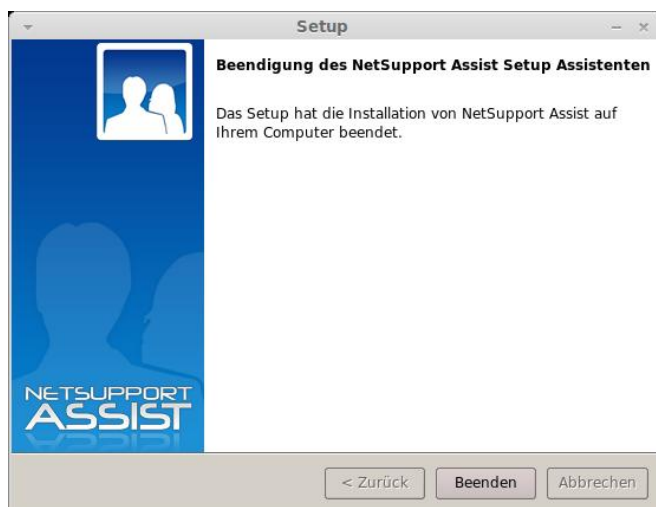 Setup
Beendigung des NetSupport Assist Setup Assistenten
Das Setup hat die Installation von NetSupport Assist auf
Ihrem Computer beendet.
NETSUPPORT
ASSIST
< Zurück
Beenden
Abbrechen